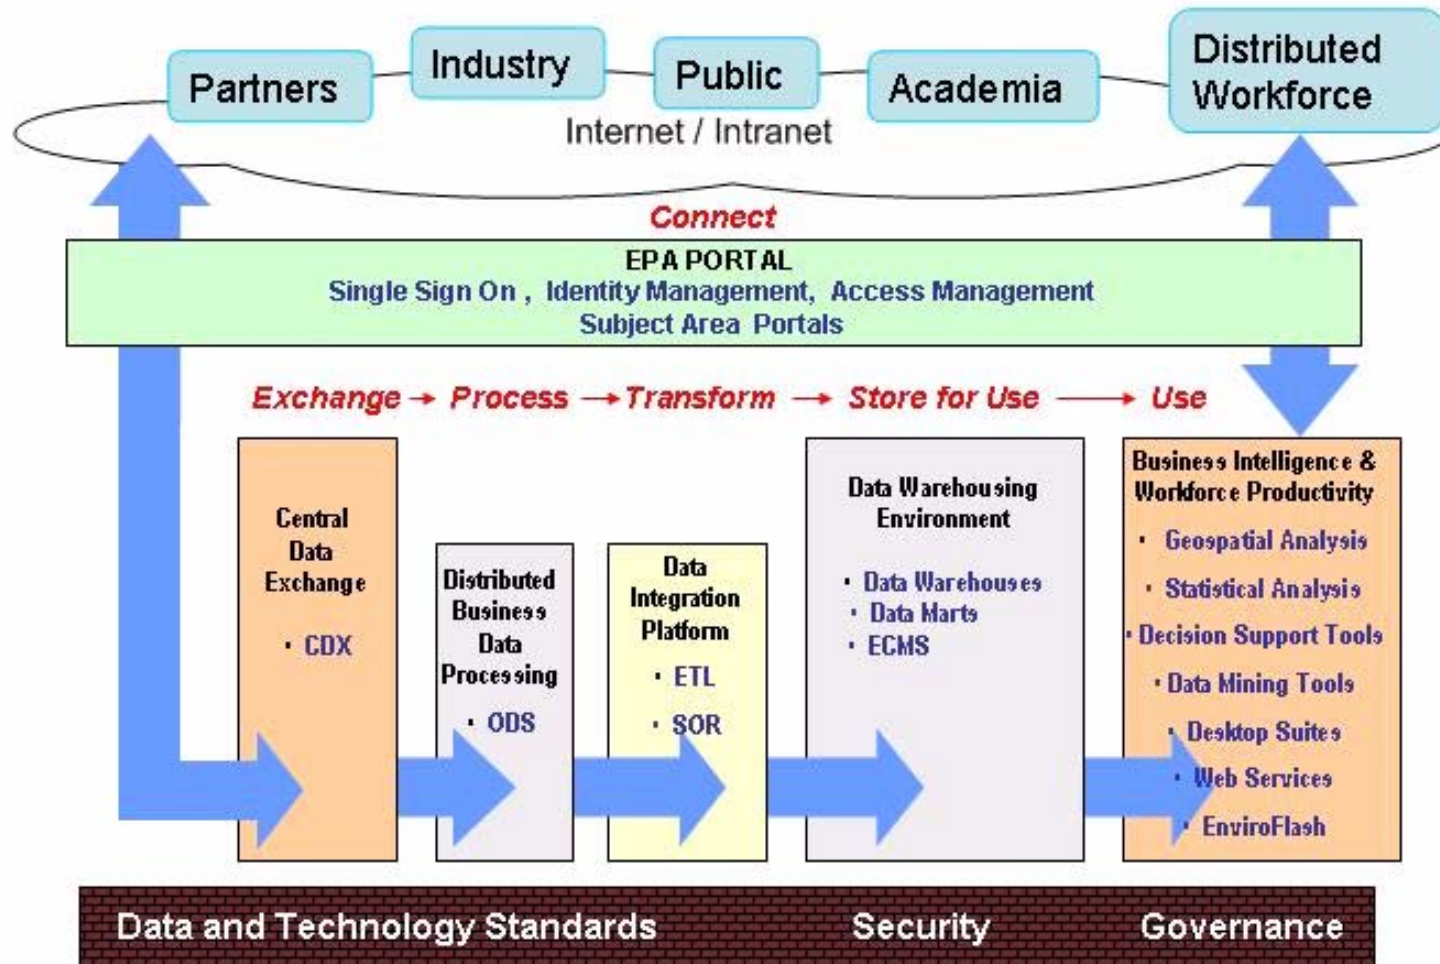 Partners
Industry
Public
Academia
Distributed
Workforce
Internet / Intranet
Connect
EPA PORTAL
Single Sign On , Identity Management, Access Management
Subject Area Portals
Exchange → Process → Transform → Store for Use → Use
Central
Data
Exchange
· CDX
Distributed
Business
Data
Processing
· ODS
Data
Integration
Platform
· ETL
· SOR
Data Warehousing
Environment
· Data Warehouses
· Data Marts
· ECMS
Business Intelligence &
Workforce Productivity
· Geospatial Analysis
· Statistical Analysis
· Decision Support Tools
· Data Mining Tools
· Desktop Suites
· Web Services
· EnviroFlash
Data and Technology Standards Security Governance